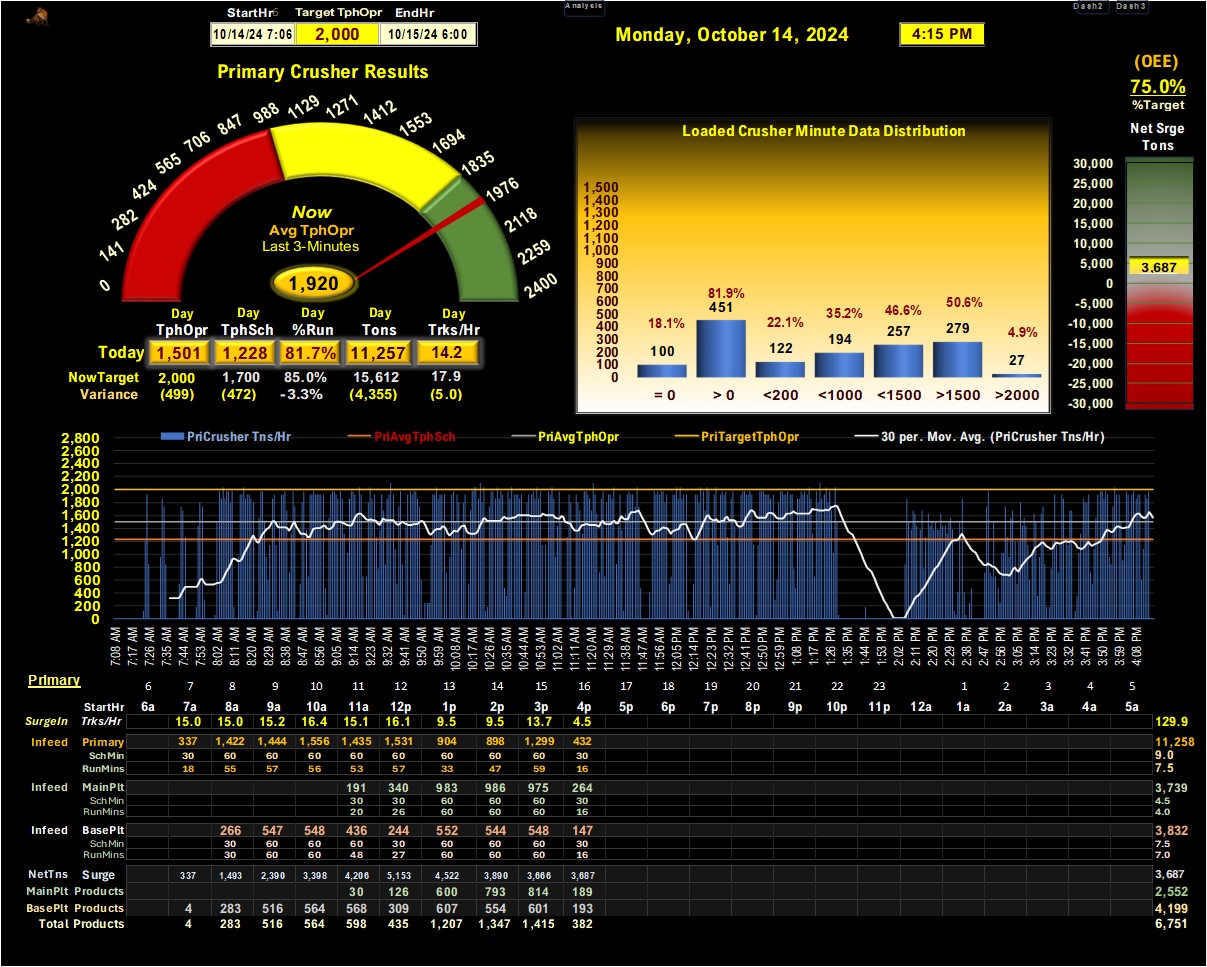 Analysis
Dash2 Dash3
StartHr6 Target TphOpr EndHr
10/14/24 7:06 2,000 10/15/24 6:00
Monday, October 14, 2024 4:15 PM
(OEE)
75.0%
%Target
Net Srge
Tons
30,000
25,000
20,000
15,000
10,000
5,000
0
-5,000
-10,000
-15,000
-20,000
-25,000
-30,000
3.687
Primary Crusher Results
0 141 282 424 565 706 847 988 1129 1271 1412 1553 1694 1835 1976 2118 2259 2400
Now
Avg TphOpr
Last 3-Minutes
1,920
Day Day Day Day Day
TphOpr TphSch %Run Tons Trks/Hr
Today 1,501 1,228 81.7% 11,257 14.2
NowTarget 2,000 1,700 85.0% 15,612 17.9
Variance (499) (472) -3.3% (4,355) (5.0)
Loaded Crusher Minute Data Distribution
1,500
1,400
1,300
1,200
1,100
1,000
900
800
700
600
500
400
300
200
100
0
18.1% 81.9% 22.1% 35.2% 46.6% 50.6% 4.9%
100 451 122 194 257 279 27
= 0 > 0 <200 <1000 <1500 >1500 >2000
PriCrusher Tns/Hr PriAvgTphSch PriAvgTphOpr PriTargetTphOpr 30 per. Mov. Avg. (PriCrusher Tns/Hr)
2,800
2,600
2,400
2,200
2,000
1,800
1,600
1,400
1,200
1,000
800
600
400
200
0
7:08 AM 7:17 AM 7:26 AM 7:35 AM 7:44 AM 7:53 AM 8:02 AM 8:11 AM 8:20 AM 8:29 AM 8:38 AM 8:47 AM 8:56 AM 9:05 AM 9:14 AM 9:23 AM 9:32 AM 9:41 AM 9:50 AM 9:59 AM 10:08 AM 10:17 AM 10:26 AM 10:35 AM 10:44 AM 10:53 AM 11:02 AM 11:11 AM 11:20 AM 11:29 AM 11:38 AM 11:47 AM 11:56 AM 12:05 PM 12:14 PM 12:23 PM 12:32 PM 12:41 PM 12:50 PM 12:59 PM 1:08 PM 1:17 PM 1:26 PM 1:35 PM 1:44 PM 1:53 PM 2:02 PM 2:11 PM 2:20 PM 2:29 PM 2:38 PM 2:47 PM 2:56 PM 3:05 PM 3:14 PM 3:23 PM 3:32 PM 3:41 PM 3:50 PM 3:59 PM 4:08 PM
Primary
6 7 8 9 10 11 12 13 14 15 16 17 18 19 20 21 22 23 1 2 3 4 5
StartHr 6a 7a 8a 9a 10a 11a 12p 1p 2p 3p 4p 5p 6p 7p 8p 9p 10p 11p 12a 1a 2a 3a 4a 5a
SurgeIn Trks/Hr 15.0 15.0 15.2 16.4 15.1 16.1 9.5 9.5 13.7 4.5 129.9
Infeed Primary 337 1,422 1,444 1,556 1,435 1,531 904 898 1,299 432 11,258
SchMin 30 60 60 60 60 60 60 60 60 30 9.0
RunMins 18 55 57 56 53 57 33 47 59 16 7.5
Infeed MainPlt 191 340 983 986 975 264 3,739
SchMin 30 30 60 60 60 30 4.5
RunMins 20 26 60 60 60 16 4.0
Infeed BasePlt 266 547 548 436 244 552 544 548 147 3,832
SchMin 30 60 60 60 30 60 60 60 30 7.5
RunMins 30 60 60 48 27 60 60 60 16 7.0
NetTns Surge 337 1,493 2,390 3,398 4,206 5,153 4,522 3,890 3,666 3,687 3,687
MainPlt Products 30 126 600 793 814 189 2,552
BasePlt Products 4 283 516 564 568 309 607 554 601 193 4,199
Total Products 4 283 516 564 598 435 1,207 1,347 1,415 382 6,751